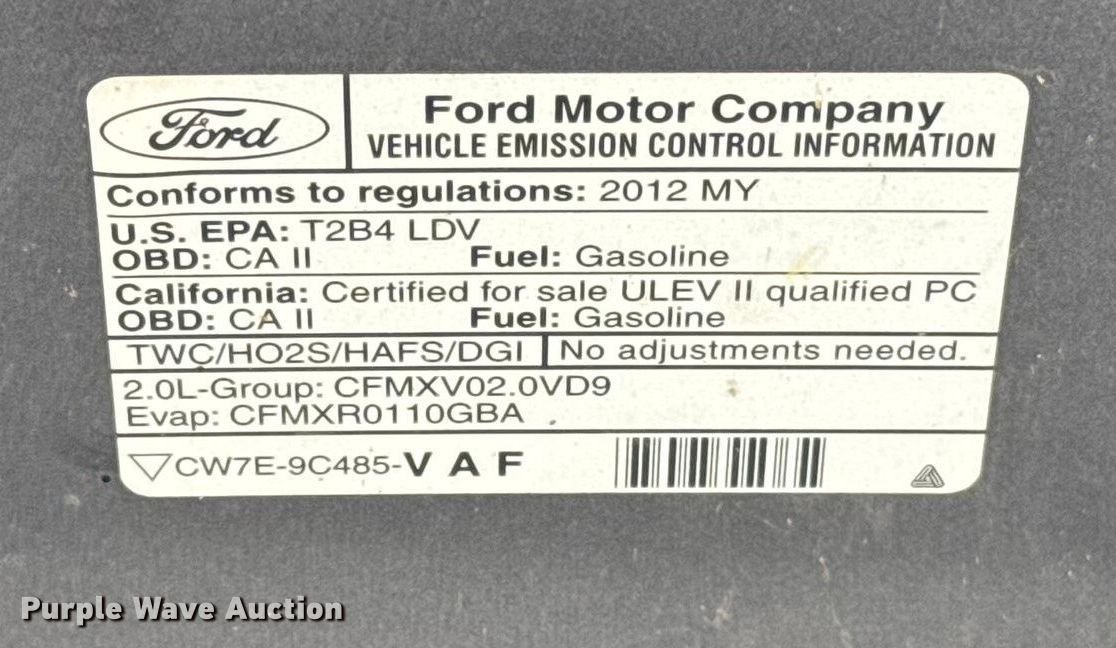 Ford
Ford Motor Company
VEHICLE EMISSION CONTROL INFORMATION
Conforms to regulations: 2012 MY
U.S. EPA: T2B4 LDV
OBD: CA II Fuel: Gasoline
California: Certified for sale ULEV II qualified PC
OBD: CA II Fuel: Gasoline
TWC/HO2S/HAFS/DGI No adjustments needed.
2.0L-Group: CFMXV02.0VD9
Evap: CFMXR0110GBA
CW7E-9C485-V A F
Purple Wave Auction